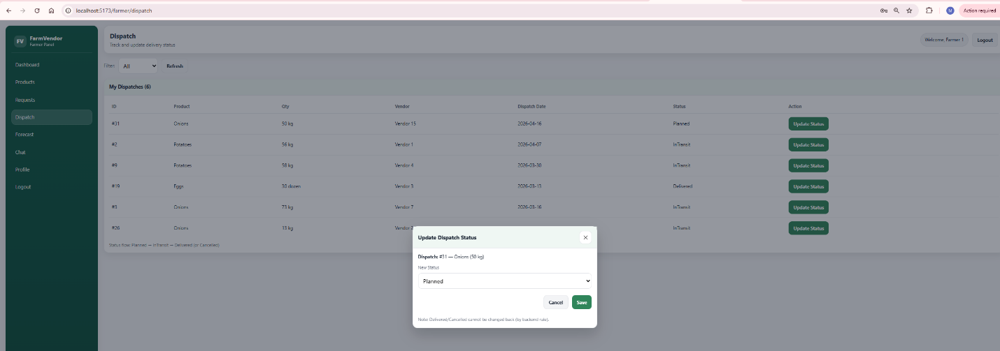 localhost:5173/farmer/dispatch
M
Action required
FV
FarmVendor
Farmer Panel
Dashboard
Products
Requests
Dispatch
Forecast
Chat
Profile
Logout
Dispatch
Track and update delivery status
Welcome, Farmer 1
Logout
Filter: All Refresh
My Dispatches (6)
ID Product Qty Vendor Dispatch Date Status Action
#31 Onions 50 kg Vendor 15 2026-04-16 Planned Update Status
#2 Potatoes 56 kg Vendor 1 2026-04-07 InTransit Update Status
#9 Potatoes 58 kg Vendor 4 2026-03-30 InTransit Update Status
#19 Eggs 30 dozen Vendor 3 2026-03-13 Delivered Update Status
#3 Onions 73 kg Vendor 7 2026-03-16 InTransit Update Status
#26 Onions 13 kg Vendor InTransit Update Status
Status flow: Planned → InTransit → Delivered (or Cancelled)
Update Dispatch Status
Dispatch: #31 — Onions (50 kg)
New Status
Planned
Cancel Save
Note: Delivered/Cancelled cannot be changed back (by backend rule).